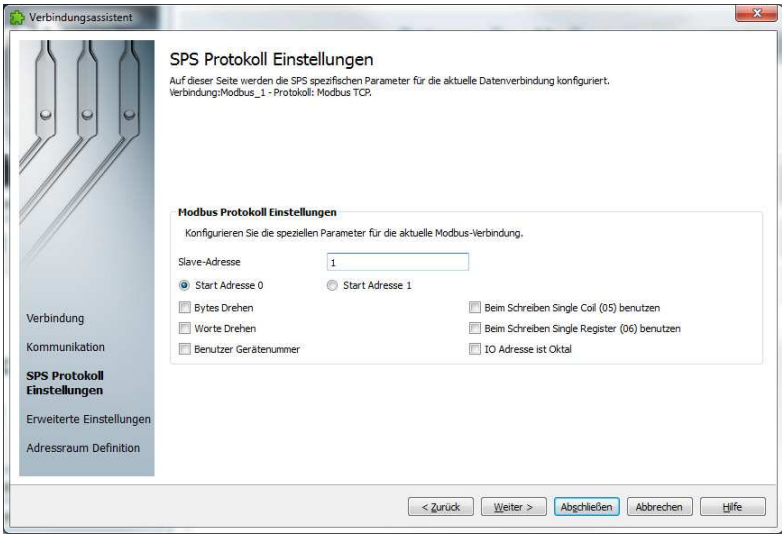 Verbindungsassistent
SPS Protokoll Einstellungen
Auf dieser Seite werden die SPS spezifischen Parameter für die aktuelle Datenverbindung konfiguriert.
Verbindung:Modbus_1 - Protokoll: Modbus TCP.
Modbus Protokoll Einstellungen
Konfigurieren Sie die speziellen Parameter für die aktuelle Modbus-Verbindung.
Slave-Adresse 1
Start Adresse 0 Start Adresse 1
Bytes Drehen Beim Schreiben Single Coil (05) benutzen
Worte Drehen Beim Schreiben Single Register (06) benutzen
Benutzer Gerätenummer IO Adresse ist Oktal
Verbindung
Kommunikation
SPS Protokoll
Einstellungen
Erweiterte Einstellungen
Adressraum Definition
< Zurück Weiter > Abschließen Abbrechen Hilfe